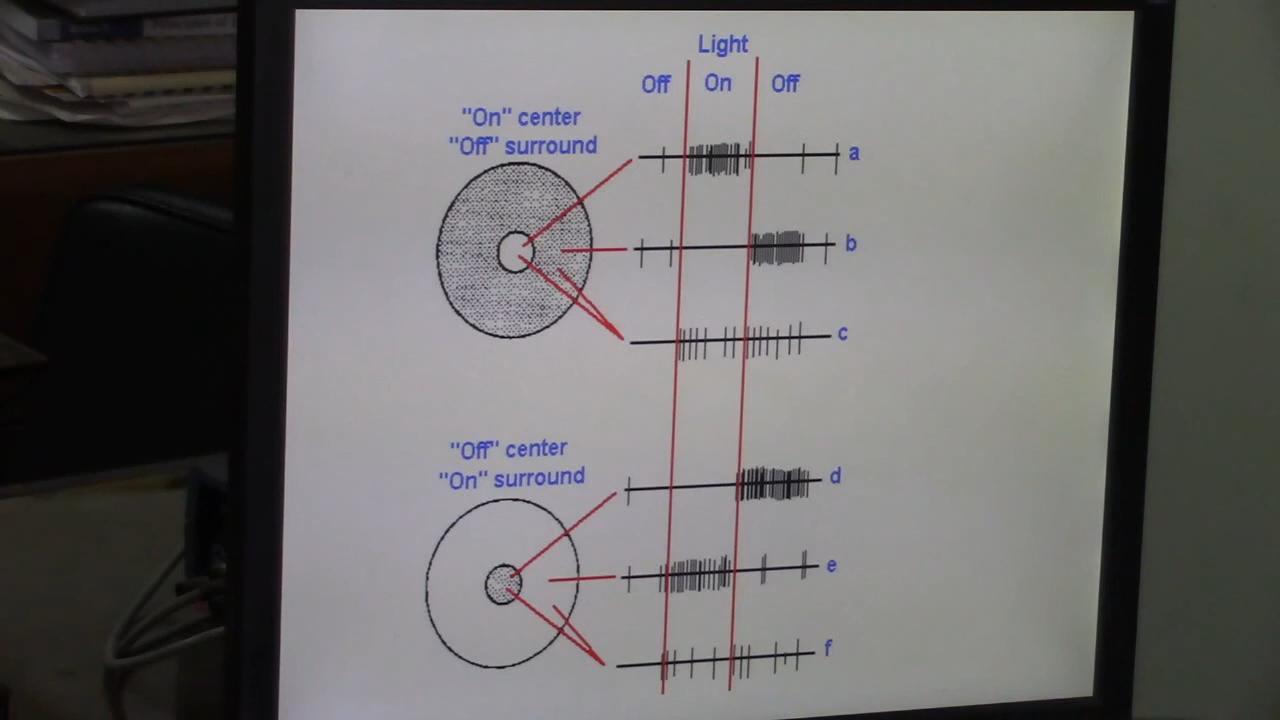 Light
Off On Off
"On" center
"Off" surround
a
b
c
"Off" center
"On" surround
d
e
f